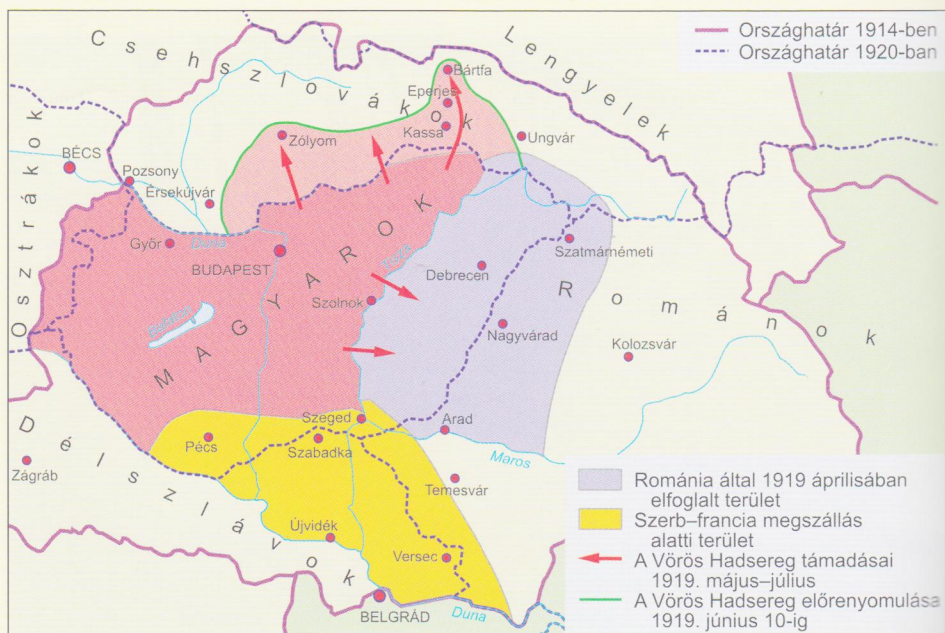 Országhatár 1914-ben
Országhatár 1920-ban
Csehszlovákok
Lengyelek
Osztrákok
MAGYAROK
Románok
Délszlávok
Bártfa
Eperjes
Kassa
Ungvár
Zólyom
BÉCS
Pozsony
Érsekújvár
Győr
Duna
BUDAPEST
Tisza
Szatmárnémeti
Debrecen
Szolnok
Balaton
Nagyvárad
Kolozsvár
Szeged
Arad
Maros
Pécs
Szabadka
Zágráb
Temesvár
Újvidék
Versec
BELGRÁD
Duna
Románia által 1919 áprilisában
elfoglalt terület
Szerb–francia megszállás
alatti terület
A Vörös Hadsereg támadásai
1919. május–július
A Vörös Hadsereg előrenyomulása
1919. június 10-ig